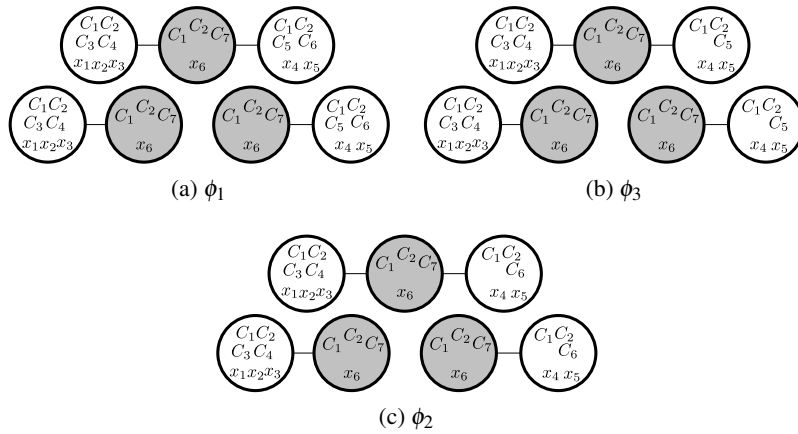 C₁C₂ C₃C₄ x₁x₂x₃
C₁ C₂ C₇ x₆
C₁C₂ C₅ C₆ x₄ x₅
C₁C₂ C₃C₄ x₁x₂x₃
C₁ C₂ C₇ x₆
C₁ C₂ C₇ x₆
C₁C₂ C₅ C₆ x₄ x₅
(a) ϕ₁
C₁C₂ C₃C₄ x₁x₂x₃
C₁ C₂ C₇ x₆
C₁C₂ C₅ x₄ x₅
C₁C₂ C₃C₄ x₁x₂x₃
C₁ C₂ C₇ x₆
C₁ C₂ C₇ x₆
C₁C₂ C₅ x₄ x₅
(b) ϕ₃
C₁C₂ C₃C₄ x₁x₂x₃
C₁ C₂ C₇ x₆
C₁C₂ C₆ x₄ x₅
C₁C₂ C₃C₄ x₁x₂x₃
C₁ C₂ C₇ x₆
C₁ C₂ C₇ x₆
C₁C₂ C₆ x₄ x₅
(c) ϕ₂